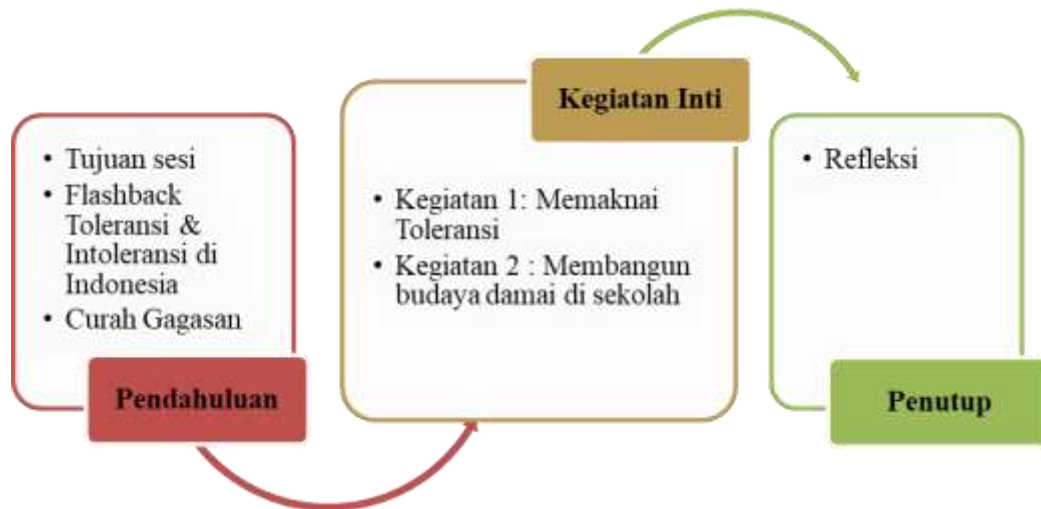 • Tujuan sesi
• Flashback
Toleransi &
Intoleransi di
Indonesia
• Curah Gagasan
Pendahuluan
Kegiatan Inti
• Kegiatan 1: Memaknai
Toleransi
• Kegiatan 2 : Membangun
budaya damai di sekolah
• Refleksi
Penutup